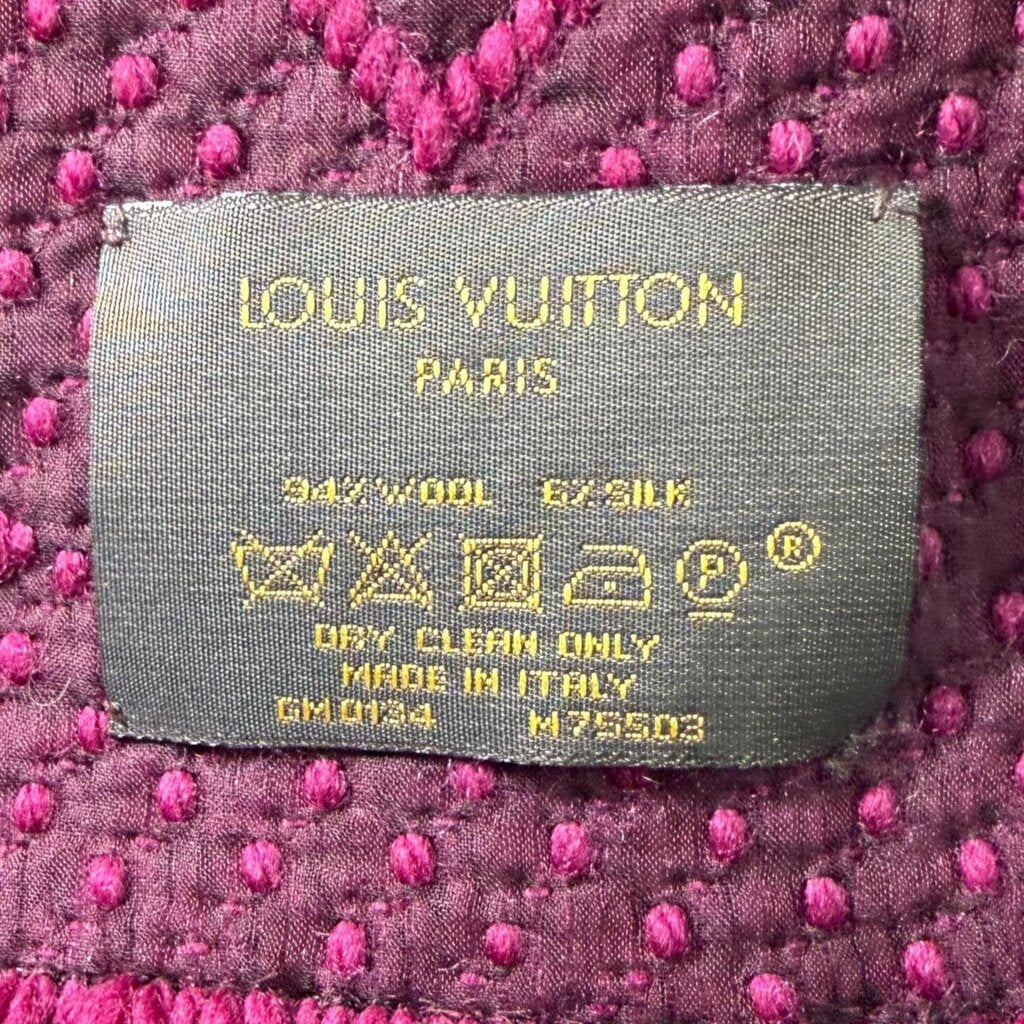 LOUIS VUITTON
PARIS
94% WOOL 6% SILK
P ®
DRY CLEAN ONLY
MADE IN ITALY
GM0134 M75503